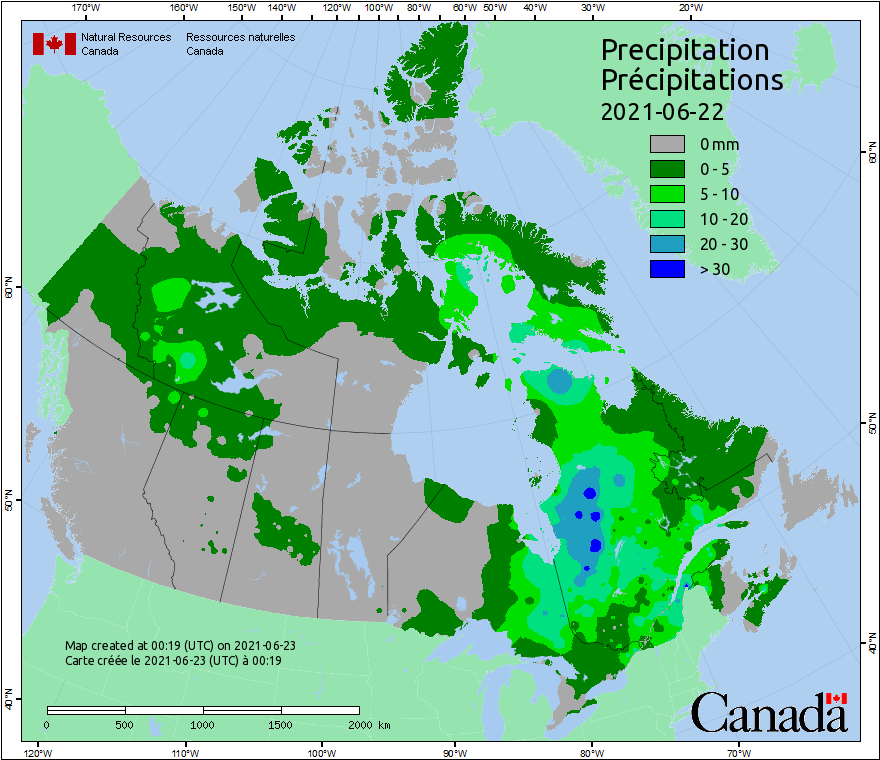 170°W 160°W 150°W 140°W 120°W 100°W 80°W 60°W 50°W 40°W 30°W 20°W
Natural Resources Ressources naturelles
Canada Canada
Precipitation
Précipitations
2021-06-22
0 mm
0 - 5
5 - 10
10 - 20
20 - 30
> 30
60°N
60°N
50°N
50°N
40°N
40°N
Map created at 00:19 (UTC) on 2021-06-23
Carte créée le 2021-06-23 (UTC) à 00:19
0 500 1000 1500 2000 km
Canada
120°W 110°W 100°W 90°W 80°W 70°W